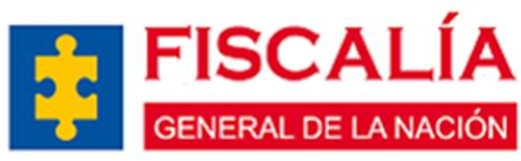 FISCALÍA
GENERAL DE LA NACIÓN